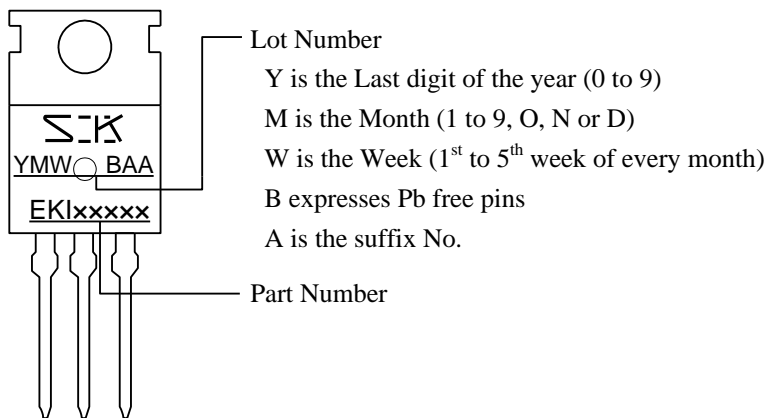 Lot Number
Y is the Last digit of the year (0 to 9)
M is the Month (1 to 9, O, N or D)
W is the Week (1st to 5th week of every month)
B expresses Pb free pins
A is the suffix No.
Part Number
SK
YMW BAA
EKI×××××